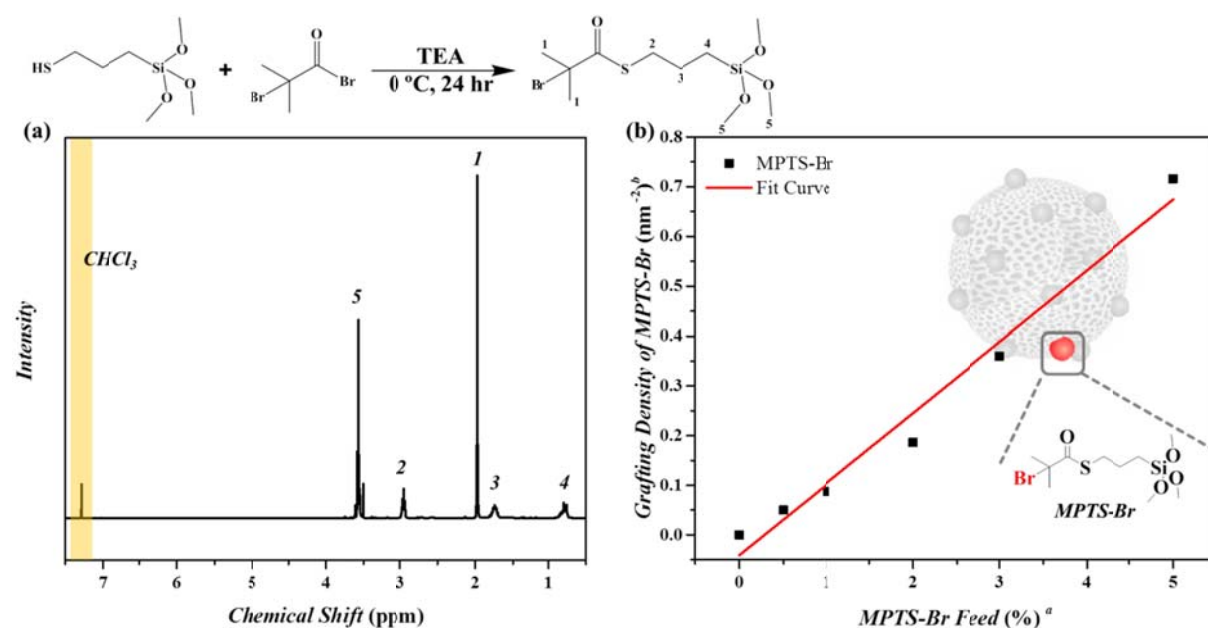 HS
Si
O
O
O
+
O
Br
Br
TEA
0 °C, 24 hr
O
1
2
4
Br
S
3
Si
O
O
O
1
5
5
(a)
CHCl3
5
2
1
3
4
Intensity
7 6 5 4 3 2 1
Chemical Shift (ppm)
(b)
MPTS-Br
Fit Curve
Grafting Density of MPTS-Br (nm⁻²)ᵇ
0.8
0.7
0.6
0.5
0.4
0.3
0.2
0.1
0.0
O
Br
S
Si
O
O
O
MPTS-Br
0 1 2 3 4 5
MPTS-Br Feed (%) ᵃ